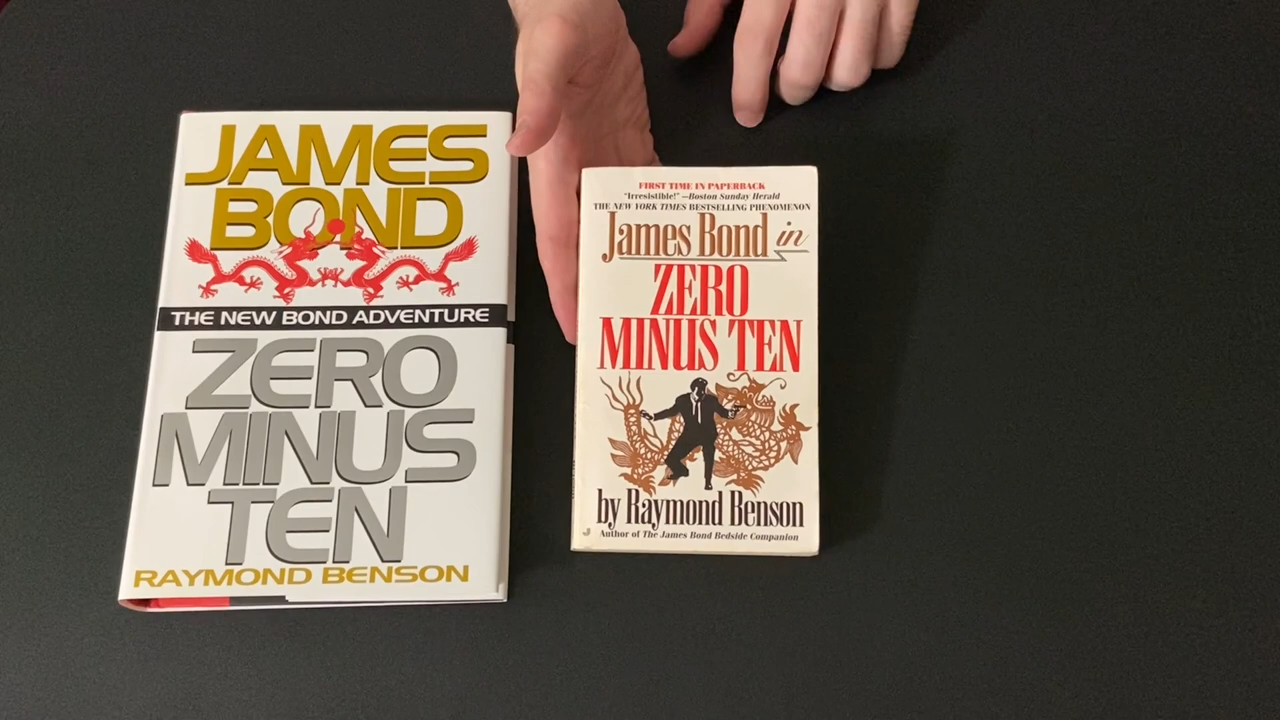 JAMES
BOND
THE NEW BOND ADVENTURE
ZERO
MINUS
TEN
RAYMOND BENSON
FIRST TIME IN PAPERBACK
"Irresistible!" —Boston Sunday Herald
THE NEW YORK TIMES BESTSELLING PHENOMENON
James Bond in
ZERO
MINUS TEN
by Raymond Benson
Author of The James Bond Bedside Companion